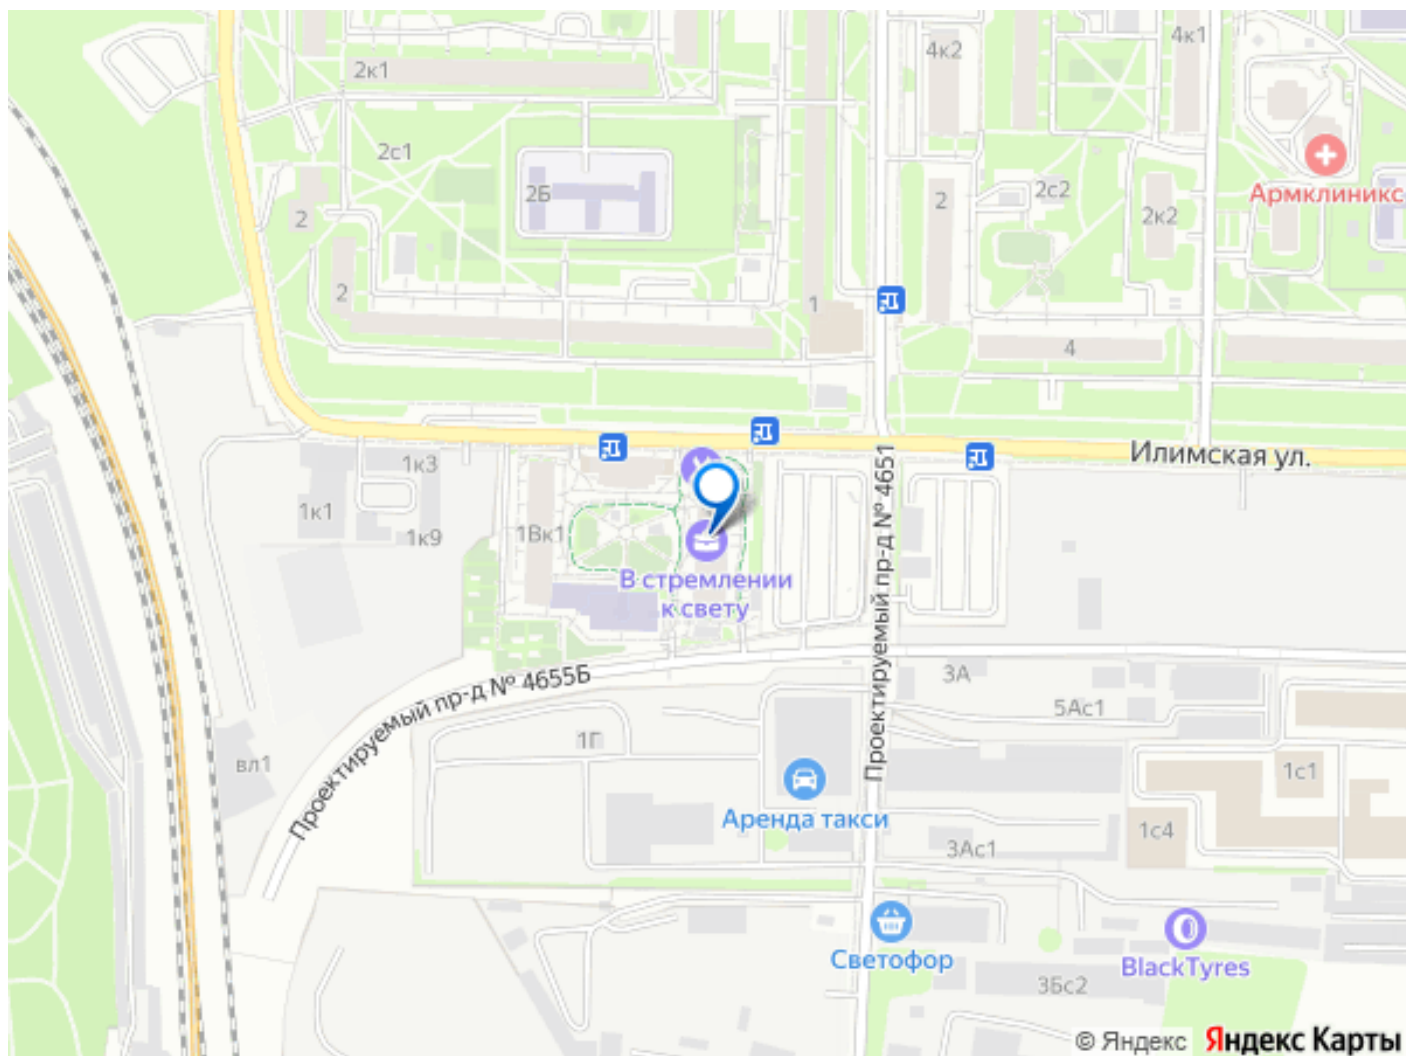 4к2
4к1
2к1
2с1
2Б
2
2с2
2к2
Армклиникс
2
2
1
4
Илимская ул.
1к3
1к1
1к9
1Вк1
В стремлении
к свету
Проектируемый пр-д № 4651
Проектируемый пр-д № 4655Б
3А
5Ас1
1Г
вл1
1с1
Аренда такси
1с4
3Ас1
Светофор
BlackTyres
3Бс2
© Яндекс Яндекс Карты